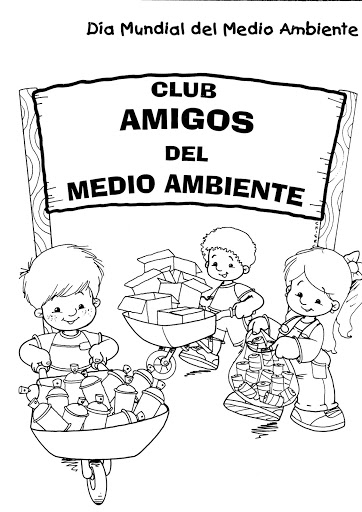 Día Mundial del Medio Ambiente
CLUB
AMIGOS
DEL
MEDIO AMBIENTE